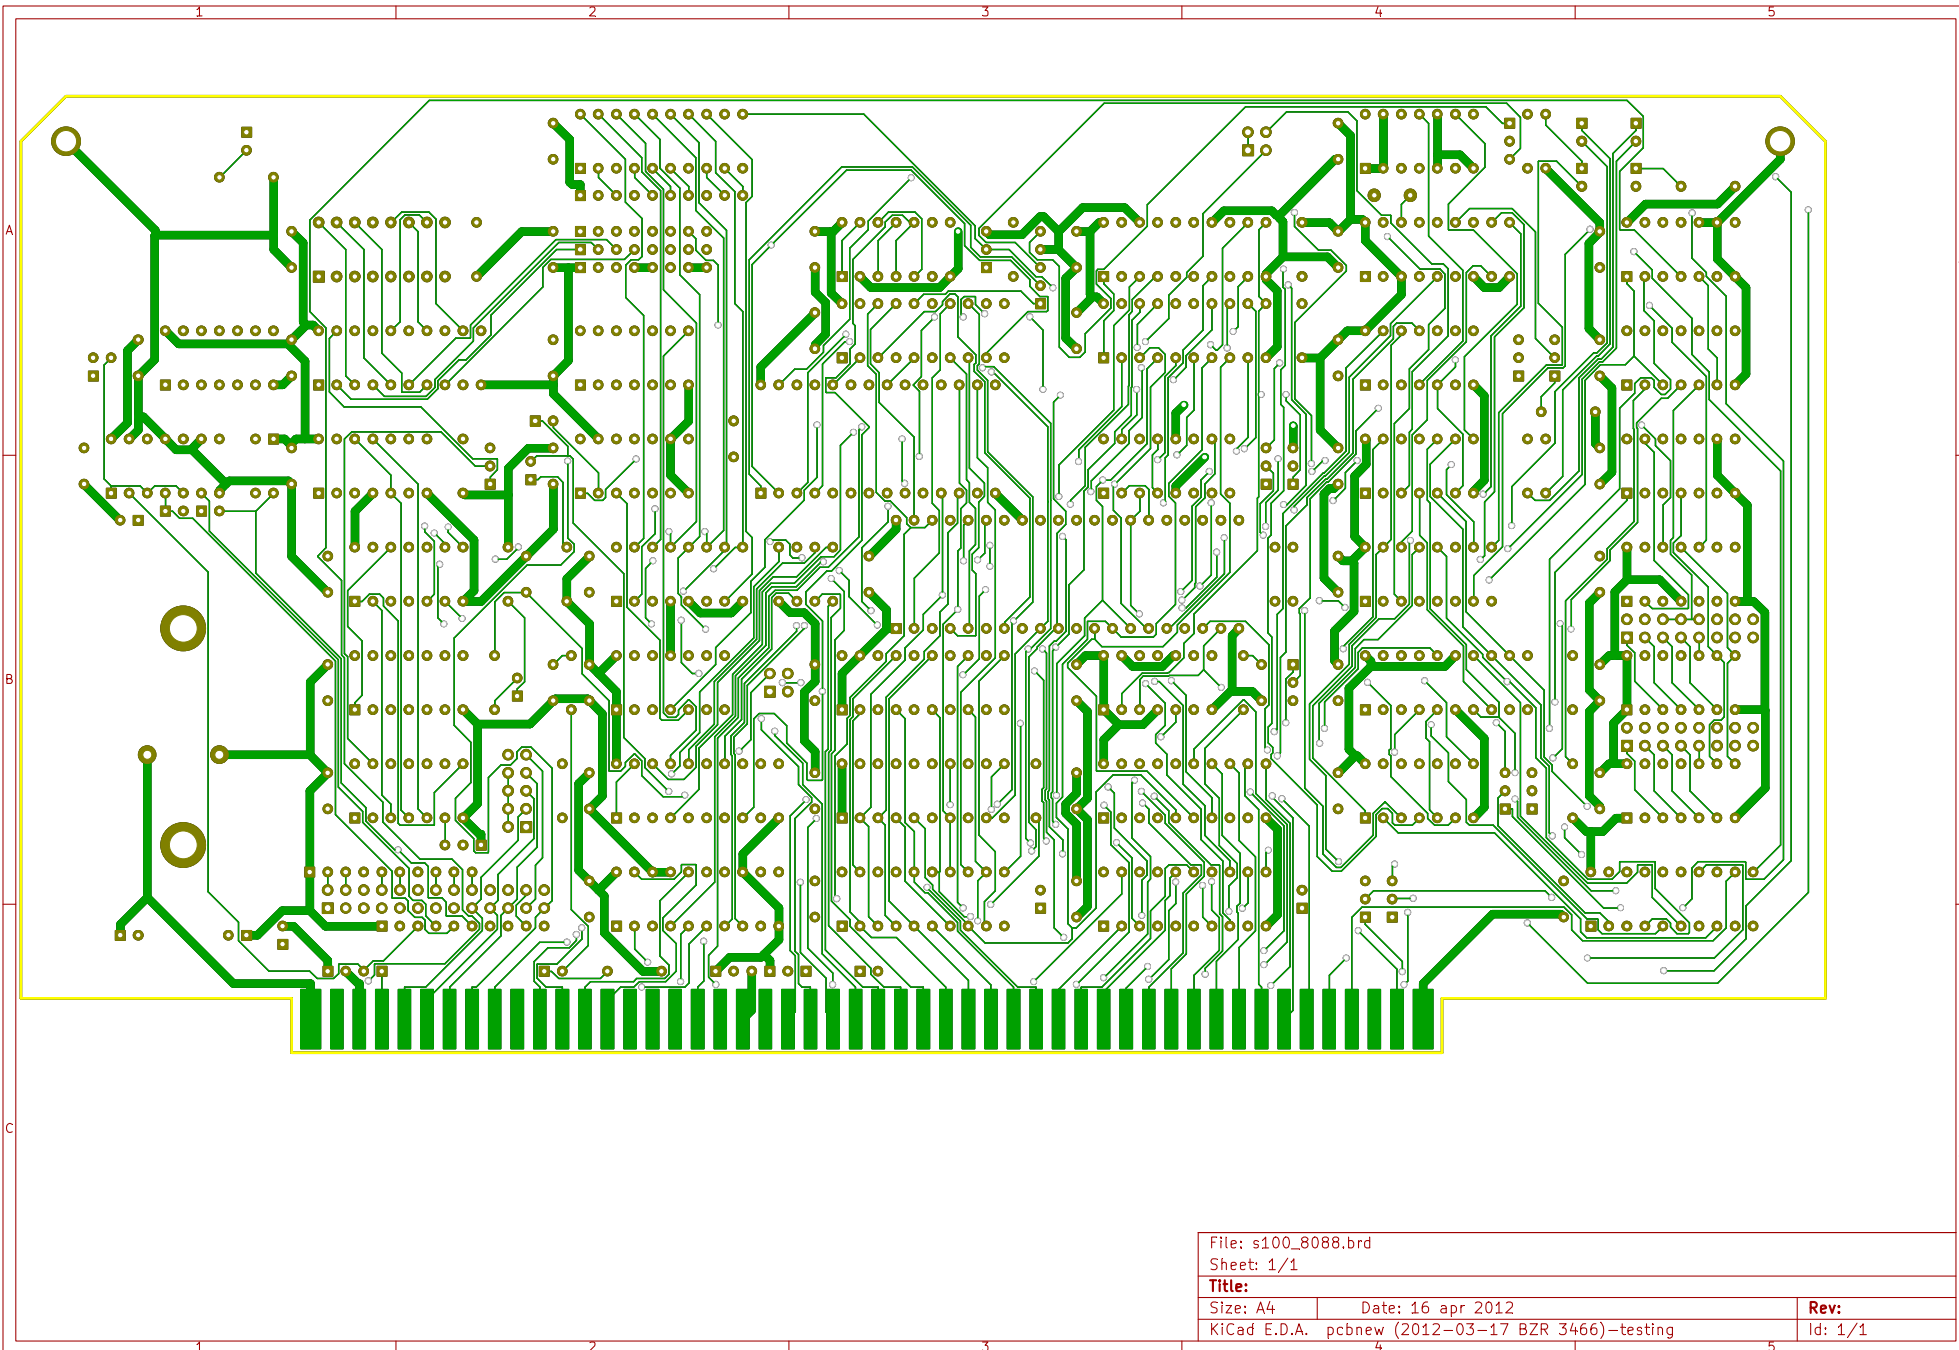 1 2 3 4 5
A A
B B
C C
File: s100_8088.brd
Sheet: 1/1
Title:
Size: A4 Date: 16 apr 2012 Rev:
KiCad E.D.A. pcbnew (2012-03-17 BZR 3466)-testing Id: 1/1
1 2 3 4 5